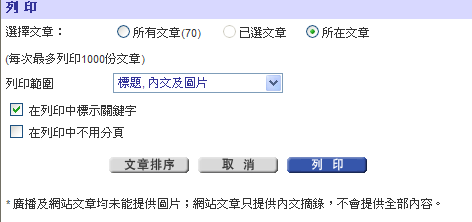 列印
選擇文章： 所有文章(70) 已選文章 所在文章
(每次最多列印1000份文章)
列印範圍 標題, 內文及圖片
在列印中標示關鍵字
在列印中不用分頁
文章排序 取 消 列 印
*廣播及網站文章均未能提供圖片；網站文章只提供內文摘錄，不會提供全部內容。